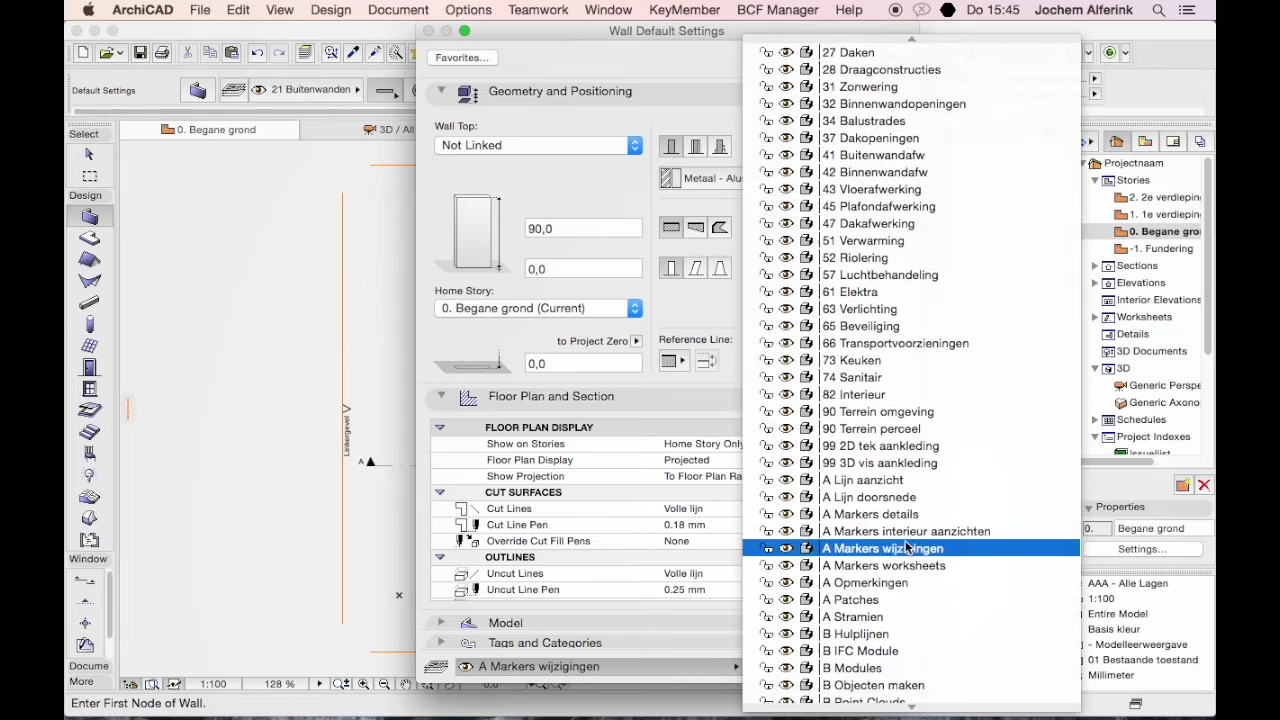 ArchiCAD File Edit View Design Document Options Teamwork Window KeyMember BCF Manager Help Do 15:45 Jochem Alferink
Wall Default Settings
Default Settings
21 Buitenwanden
0. Begane grond
3D / All
Select
Design
Window
Docume
More
Linkergevel
A
1:100
128 %
0,0
Enter First Node of Wall.
Favorites...
Geometry and Positioning
Wall Top:
Not Linked
Metaal - Alu
90,0
0,0
Home Story:
0. Begane grond (Current)
to Project Zero
Reference Line:
0,0
Floor Plan and Section
FLOOR PLAN DISPLAY
Show on Stories Home Story Only
Floor Plan Display Projected
Show Projection To Floor Plan Ra
CUT SURFACES
Cut Lines Volle lijn
Cut Line Pen 0.18 mm
Override Cut Fill Pens None
OUTLINES
Uncut Lines Volle lijn
Uncut Line Pen 0.25 mm
Model
Tags and Categories
A Markers wijzigingen
27 Daken
28 Draagconstructies
31 Zonwering
32 Binnenwandopeningen
34 Balustrades
37 Dakopeningen
41 Buitenwandafw
42 Binnenwandafw
43 Vloerafwerking
45 Plafondafwerking
47 Dakafwerking
51 Verwarming
52 Riolering
57 Luchtbehandeling
61 Elektra
63 Verlichting
65 Beveiliging
66 Transportvoorzieningen
73 Keuken
74 Sanitair
82 Interieur
90 Terrein omgeving
90 Terrein perceel
99 2D tek aankleding
99 3D vis aankleding
A Lijn aanzicht
A Lijn doorsnede
A Markers details
A Markers interieur aanzichten
A Markers wijzigingen
A Markers worksheets
A Opmerkingen
A Patches
A Stramien
B Hulplijnen
B IFC Module
B Modules
B Objecten maken
B Point Clouds
Projectnaam
Stories
2. 2e verdiepin
1. 1e verdiepin
0. Begane gron
-1. Fundering
Sections
Elevations
Interior Elevations
Worksheets
Details
3D Documents
3D
Generic Perspe
Generic Axono
Schedules
Project Indexes
Issuelijst
Properties
0. Begane grond
Settings...
AAA - Alle Lagen
1:100
Entire Model
Basis kleur
- Modelleerweergave
01 Bestaande toestand
Millimeter